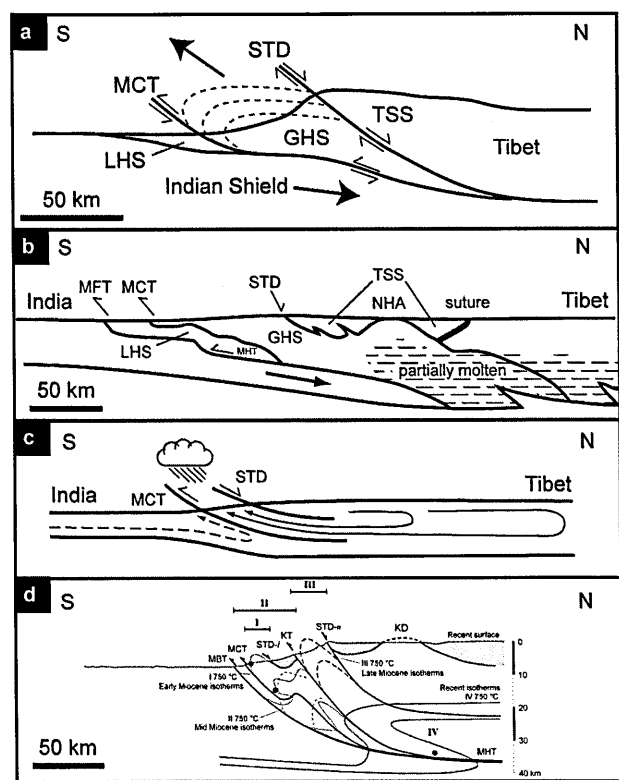 a S N
STD
MCT
TSS
GHS
Tibet
LHS
Indian Shield
50 km
b S N
TSS
India MFT MCT STD NHA suture Tibet
GHS
LHS
MHT
partially molten
50 km
c S N
STD
India MCT Tibet
d S N
III
II
I
STD-u KD
KT
STD-l
MCT
MBT
Recent surface
0
I 750 °C
Early Miocene isotherms
III 750 °C
Late Miocene isotherms
10
Recent isotherms
IV 750 °C
II 750 °C
Mid Miocene isotherms
20
IV
30
MHT
50 km
40 km